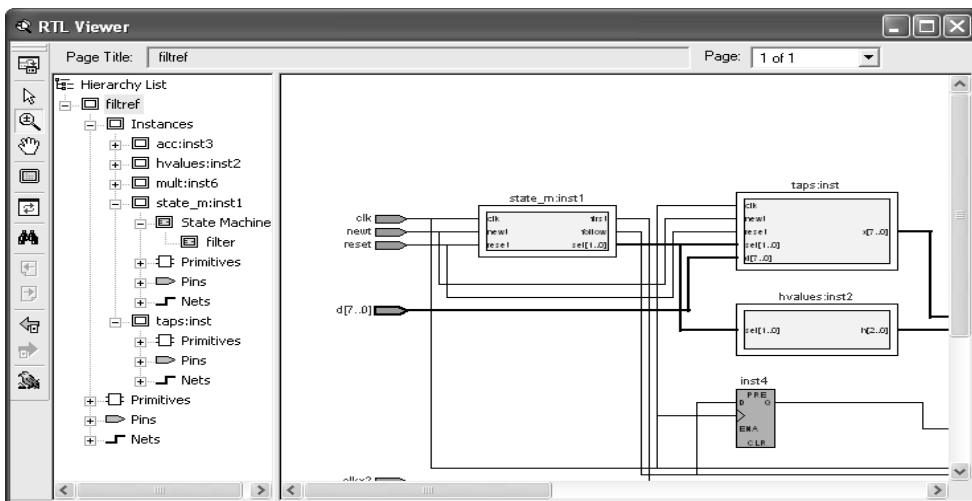 RTL Viewer
Page Title: filtref Page: 1 of 1
Hierarchy List
filtref
Instances
acc:inst3
hvalues:inst2
mult:inst6
state_m:inst1
State Machine
filter
Primitives
Pins
Nets
taps:inst
Primitives
Pins
Nets
Primitives
Pins
Nets
state_m:inst1
clk
newt
reset
d[7..0]
clk first
newt follow
reset sel[1..0]
taps:inst
clk
newt
reset
sel[1..0]
d[7..0]
x[7..0]
hvalues:inst2
sel[1..0] h[2..0]
inst4
PRE
D Q
ENA
CLR
clkx2